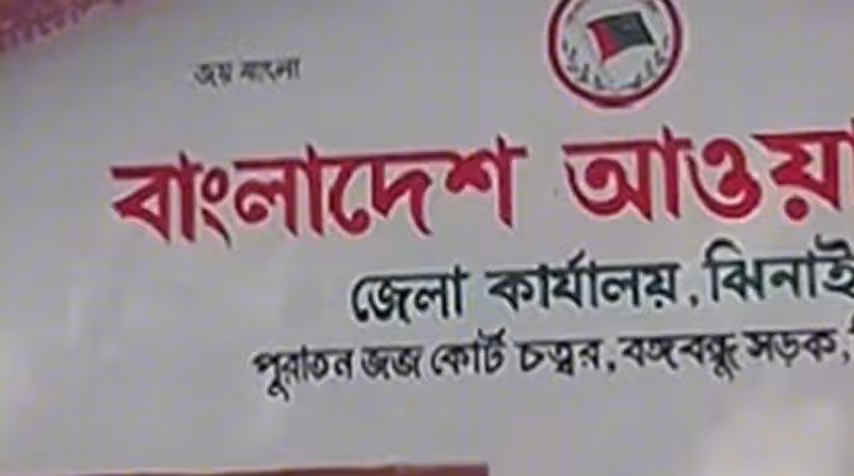 জয় বাংলা
বাংলাদেশ আওয়া
জেলা কার্যালয়, ঝিনাই
পুরাতন জজ কোর্ট চত্বর, বঙ্গবন্ধু সড়ক,